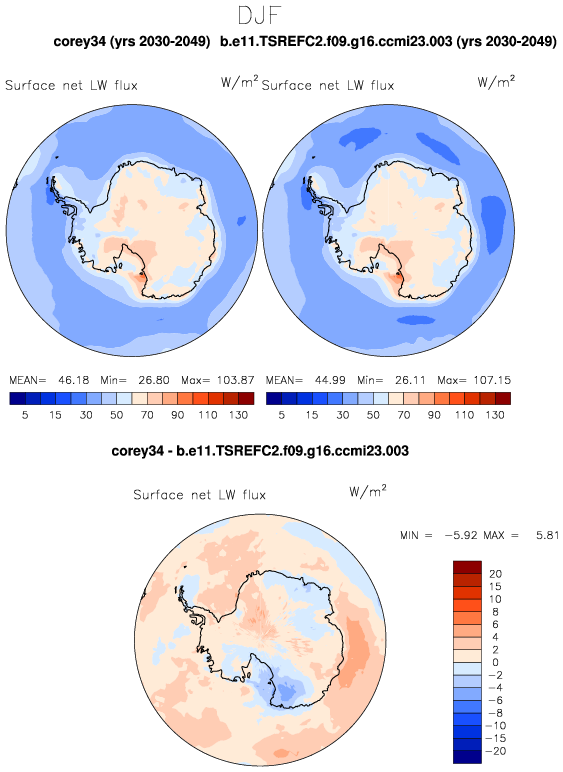 DJF
corey34 (yrs 2030-2049) b.e11.TSREFC2.f09.g16.ccmi23.003 (yrs 2030-2049)
Surface net LW flux W/m² Surface net LW flux W/m²
MEAN= 46.18 Min= 26.80 Max= 103.87 MEAN= 44.99 Min= 26.11 Max= 107.15
5 15 30 50 70 90 110 130 5 15 30 50 70 90 110 130
corey34 - b.e11.TSREFC2.f09.g16.ccmi23.003
Surface net LW flux W/m²
MIN = -5.92 MAX = 5.81
20
15
10
8
6
4
2
0
-2
-4
-6
-8
-10
-15
-20